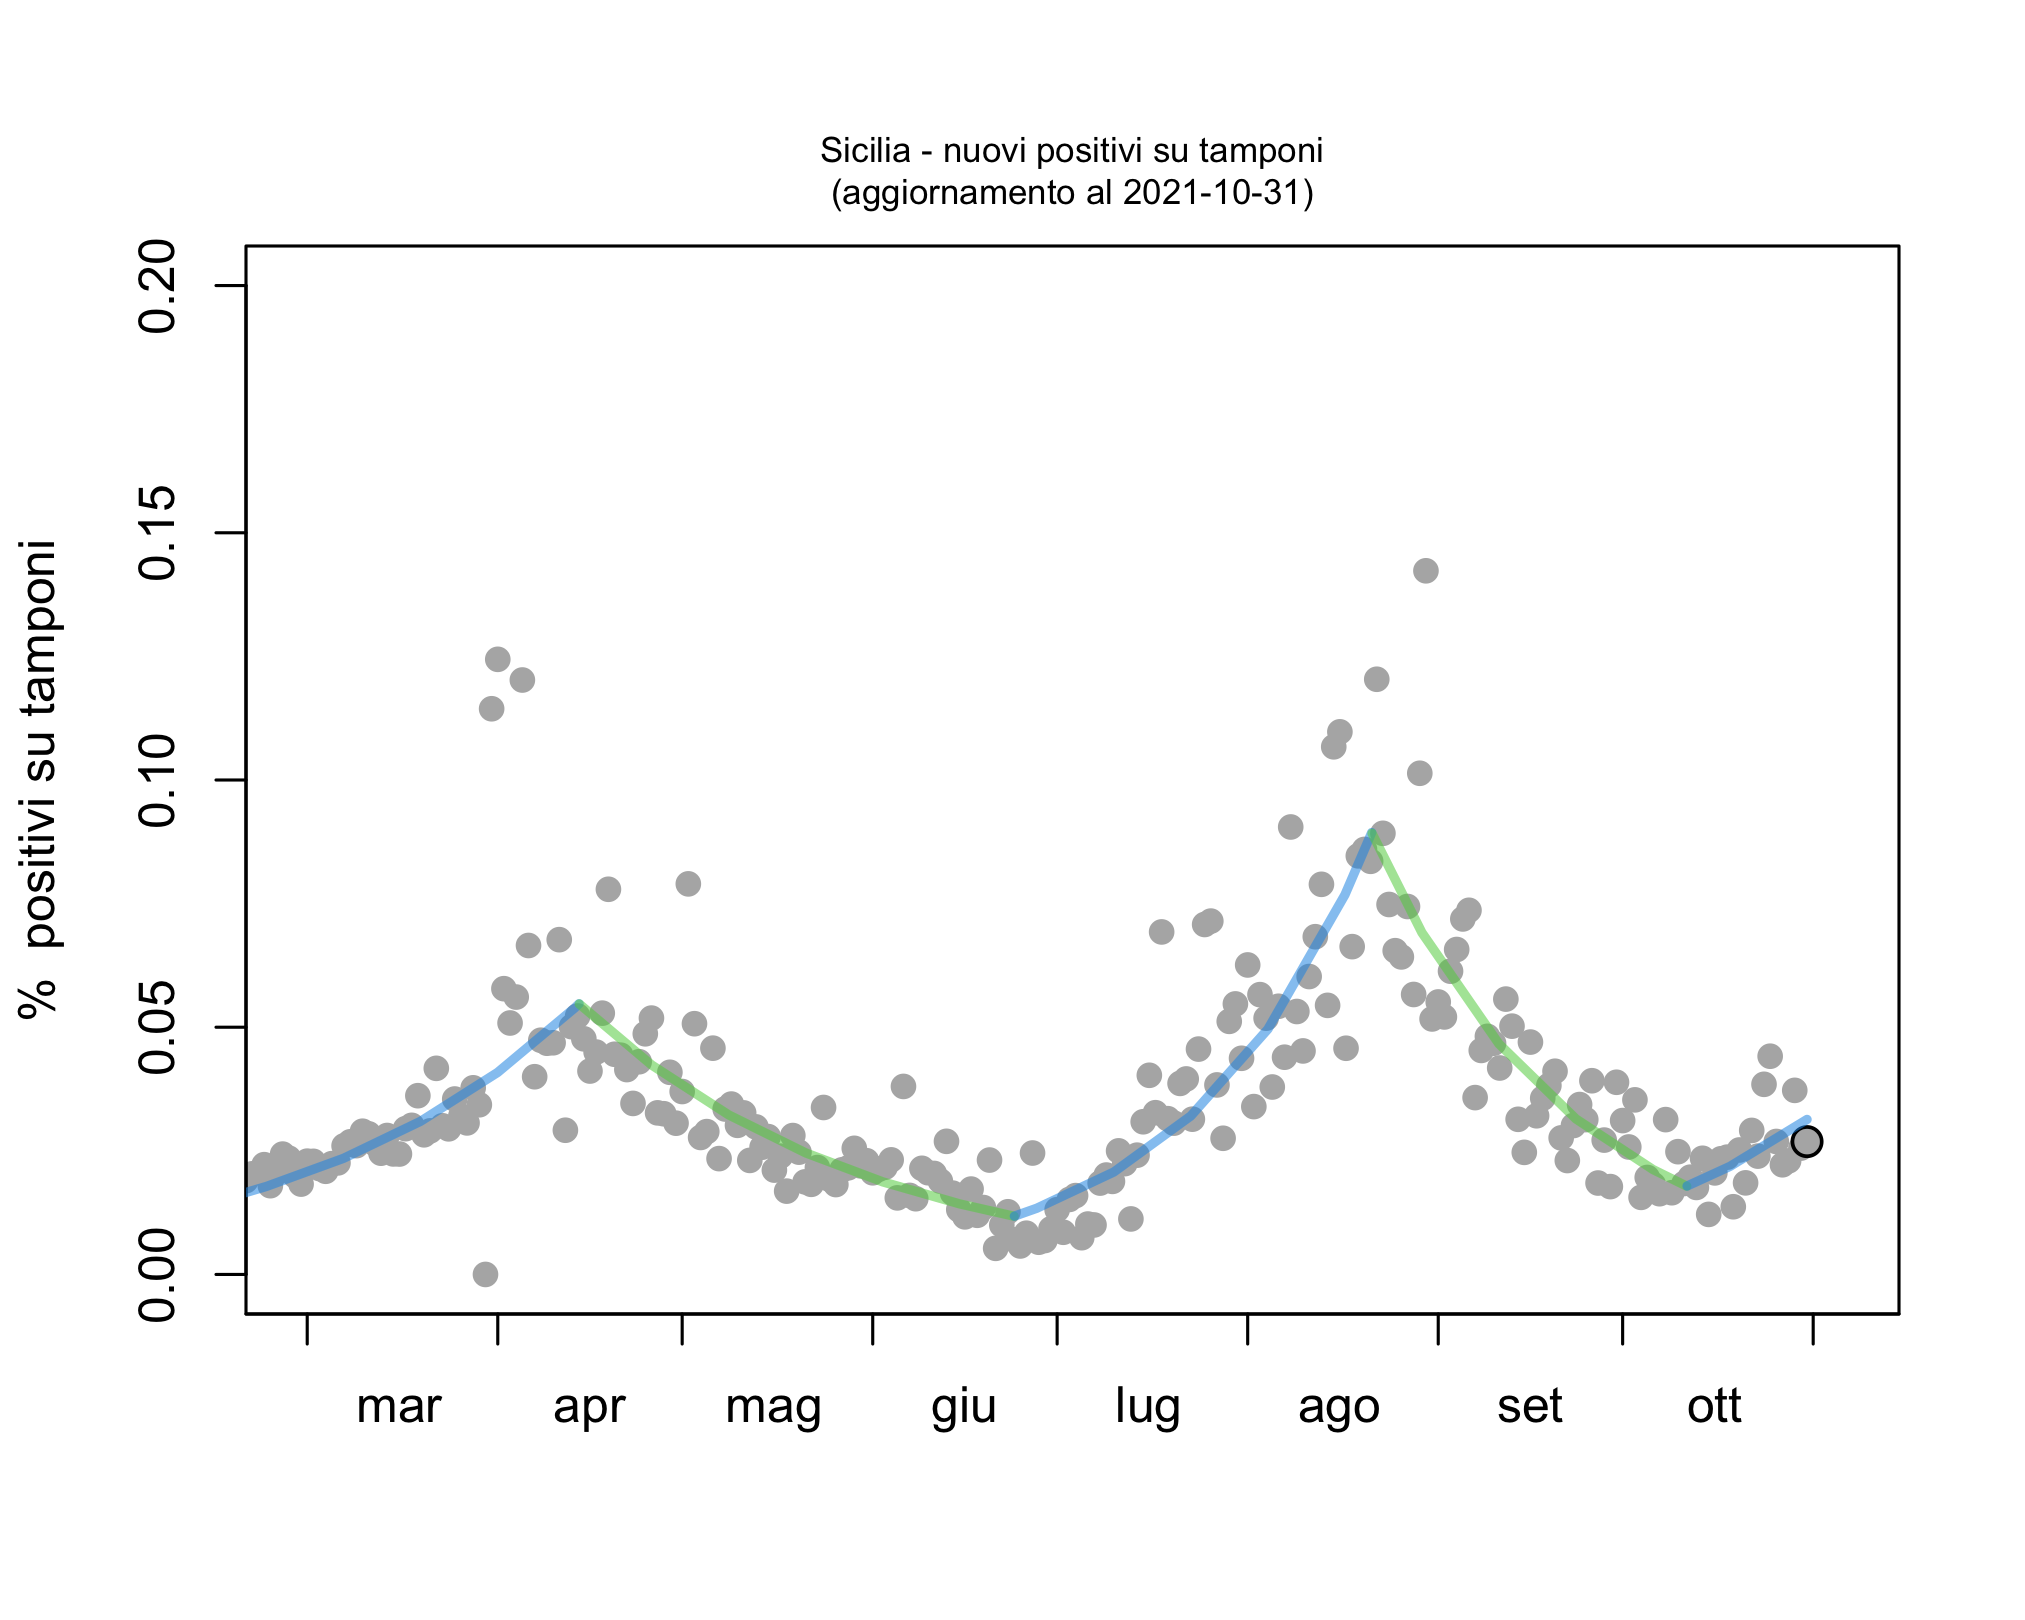 Sicilia - nuovi positivi su tamponi
(aggiornamento al 2021-10-31)
% positivi su tamponi
0.20
0.15
0.10
0.05
0.00
mar apr mag giu lug ago set ott